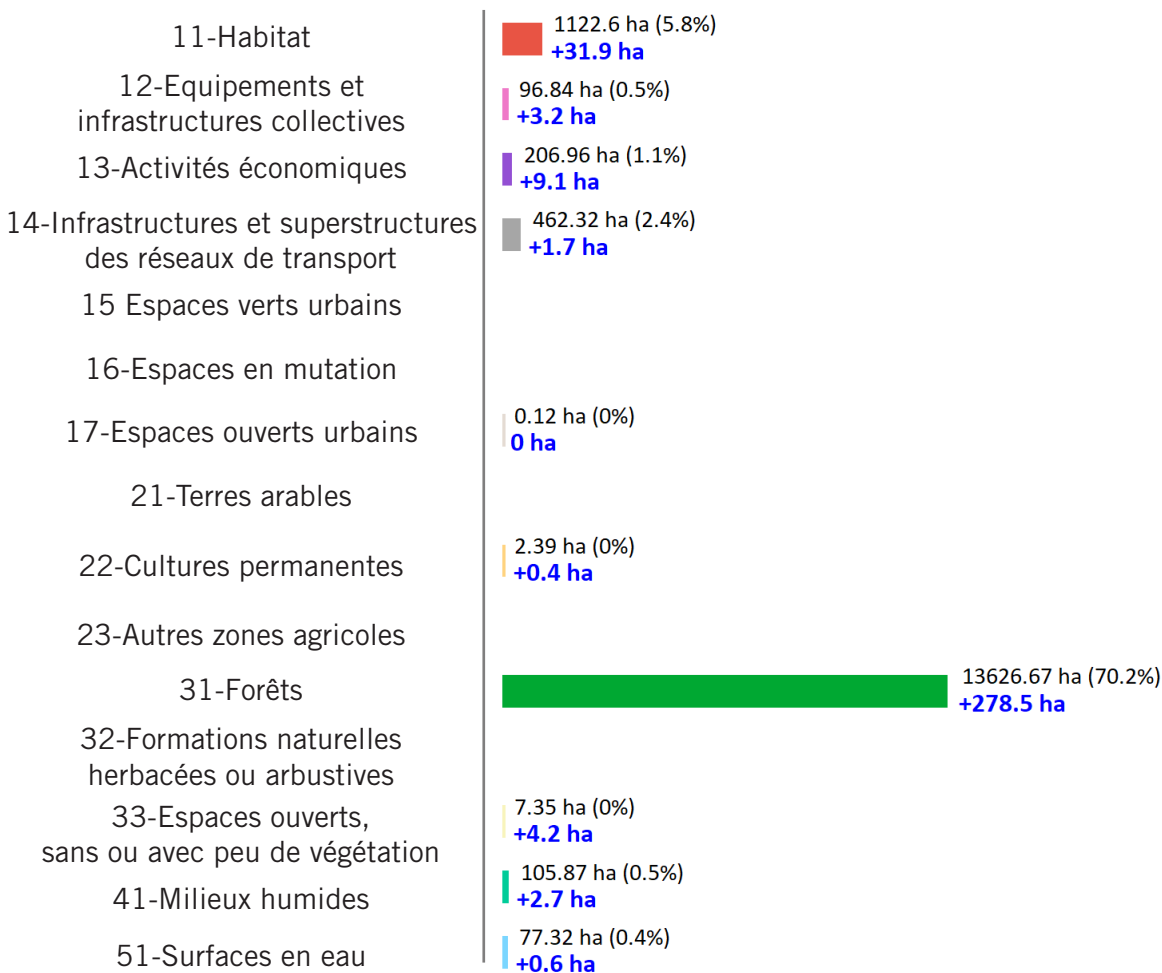 11-Habitat
1122.6 ha (5.8%)
+31.9 ha
12-Equipements et
infrastructures collectives
96.84 ha (0.5%)
+3.2 ha
13-Activités économiques
206.96 ha (1.1%)
+9.1 ha
14-Infrastructures et superstructures
des réseaux de transport
462.32 ha (2.4%)
+1.7 ha
15 Espaces verts urbains
16-Espaces en mutation
17-Espaces ouverts urbains
0.12 ha (0%)
0 ha
21-Terres arables
22-Cultures permanentes
2.39 ha (0%)
+0.4 ha
23-Autres zones agricoles
31-Forêts
13626.67 ha (70.2%)
+278.5 ha
32-Formations naturelles
herbacées ou arbustives
33-Espaces ouverts,
sans ou avec peu de végétation
7.35 ha (0%)
+4.2 ha
41-Milieux humides
105.87 ha (0.5%)
+2.7 ha
51-Surfaces en eau
77.32 ha (0.4%)
+0.6 ha